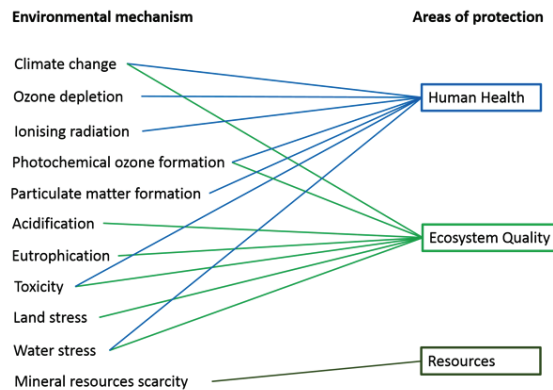 Environmental mechanism
Areas of protection
Climate change
Ozone depletion
Human Health
Ionising radiation
Photochemical ozone formation
Particulate matter formation
Acidification
Ecosystem Quality
Eutrophication
Toxicity
Land stress
Water stress
Resources
Mineral resources scarcity